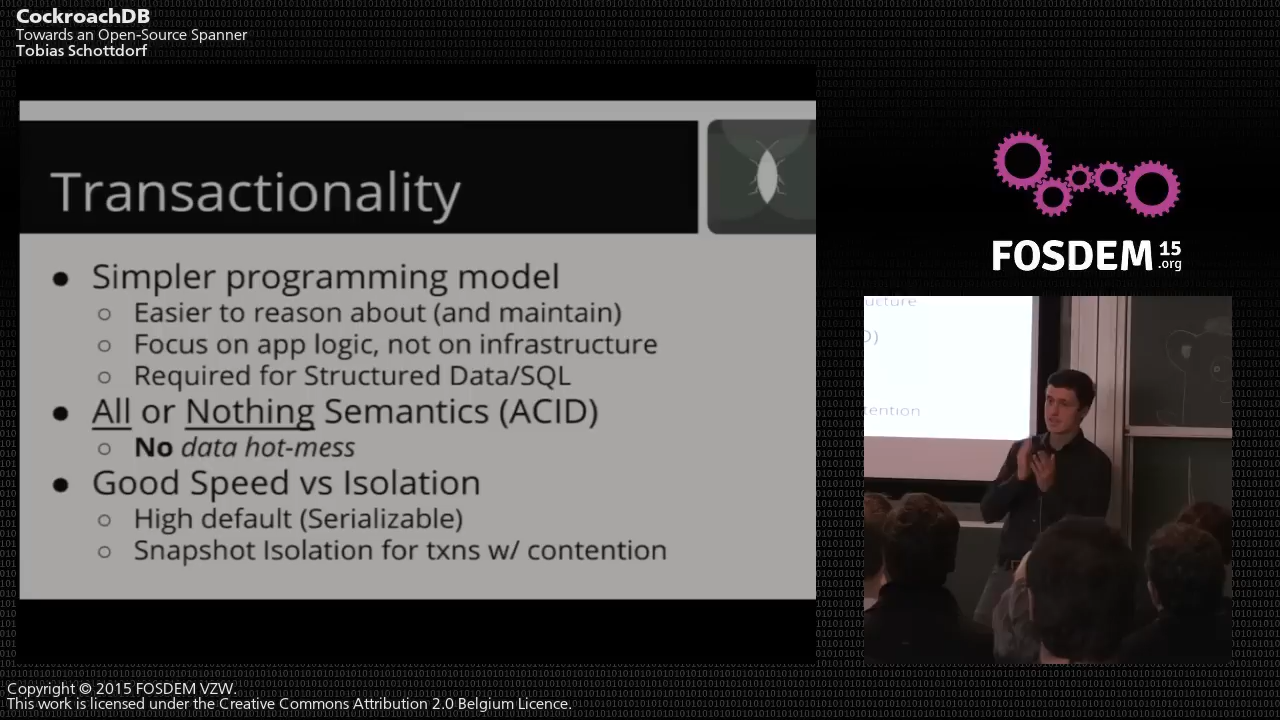 CockroachDB
Towards an Open-Source Spanner
Tobias Schottdorf
Transactionality
● Simpler programming model
○ Easier to reason about (and maintain)
○ Focus on app logic, not on infrastructure
○ Required for Structured Data/SQL
● All or Nothing Semantics (ACID)
○ No data hot-mess
● Good Speed vs Isolation
○ High default (Serializable)
○ Snapshot Isolation for txns w/ contention
FOSDEM 15
.org
ucture
D)
tention
Copyright © 2015 FOSDEM VZW.
This work is licensed under the Creative Commons Attribution 2.0 Belgium Licence.